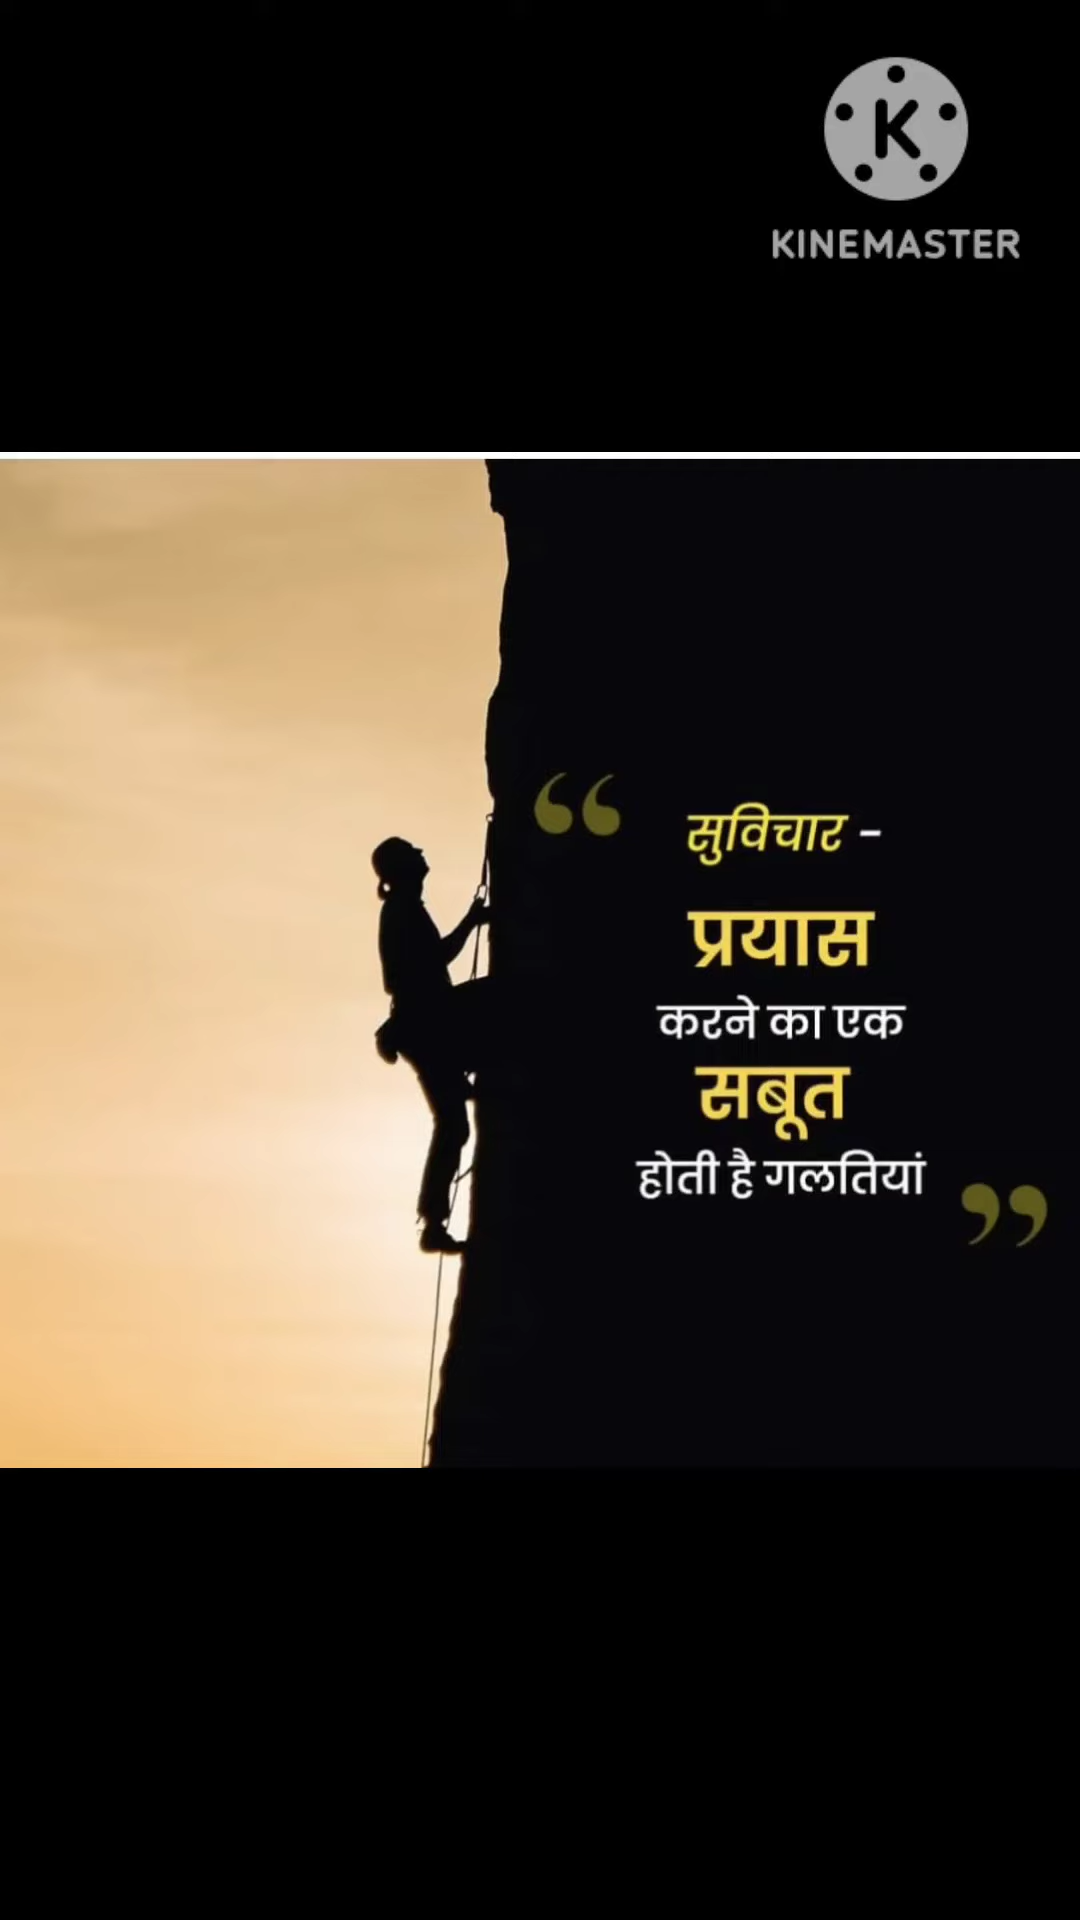 K
KINEMASTER
“ सुविचार -
प्रयास
करने का एक
सबूत
होती है गलतियां ”